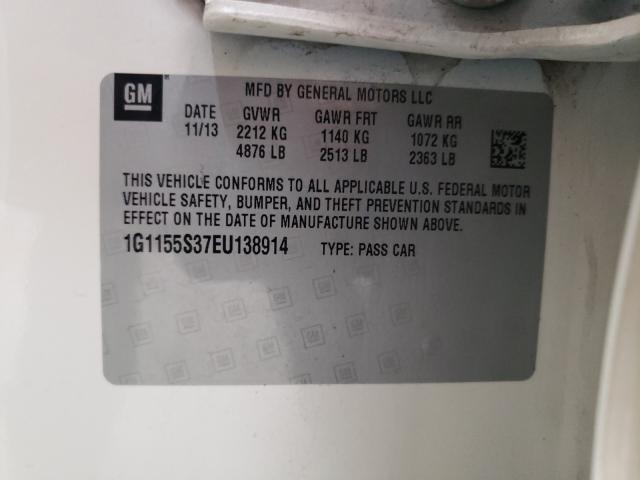 GM
MFD BY GENERAL MOTORS LLC
DATE GVWR GAWR FRT GAWR RR
11/13 2212 KG 1140 KG 1072 KG
4876 LB 2513 LB 2363 LB
THIS VEHICLE CONFORMS TO ALL APPLICABLE U.S. FEDERAL MOTOR
VEHICLE SAFETY, BUMPER, AND THEFT PREVENTION STANDARDS IN
EFFECT ON THE DATE OF MANUFACTURE SHOWN ABOVE.
1G1155S37EU138914 TYPE: PASS CAR